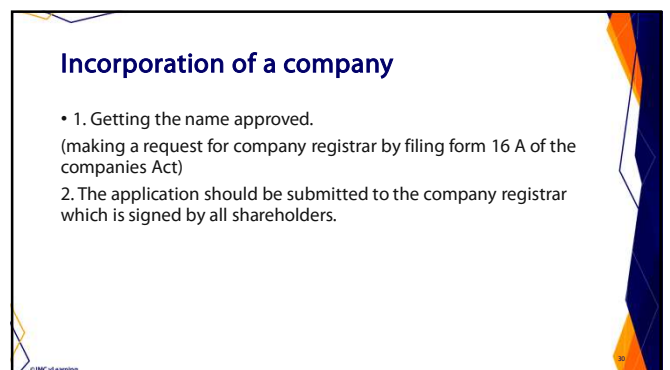 Incorporation of a company
• 1. Getting the name approved.
(making a request for company registrar by filing form 16 A of the
companies Act)
2. The application should be submitted to the company registrar
which is signed by all shareholders.
30